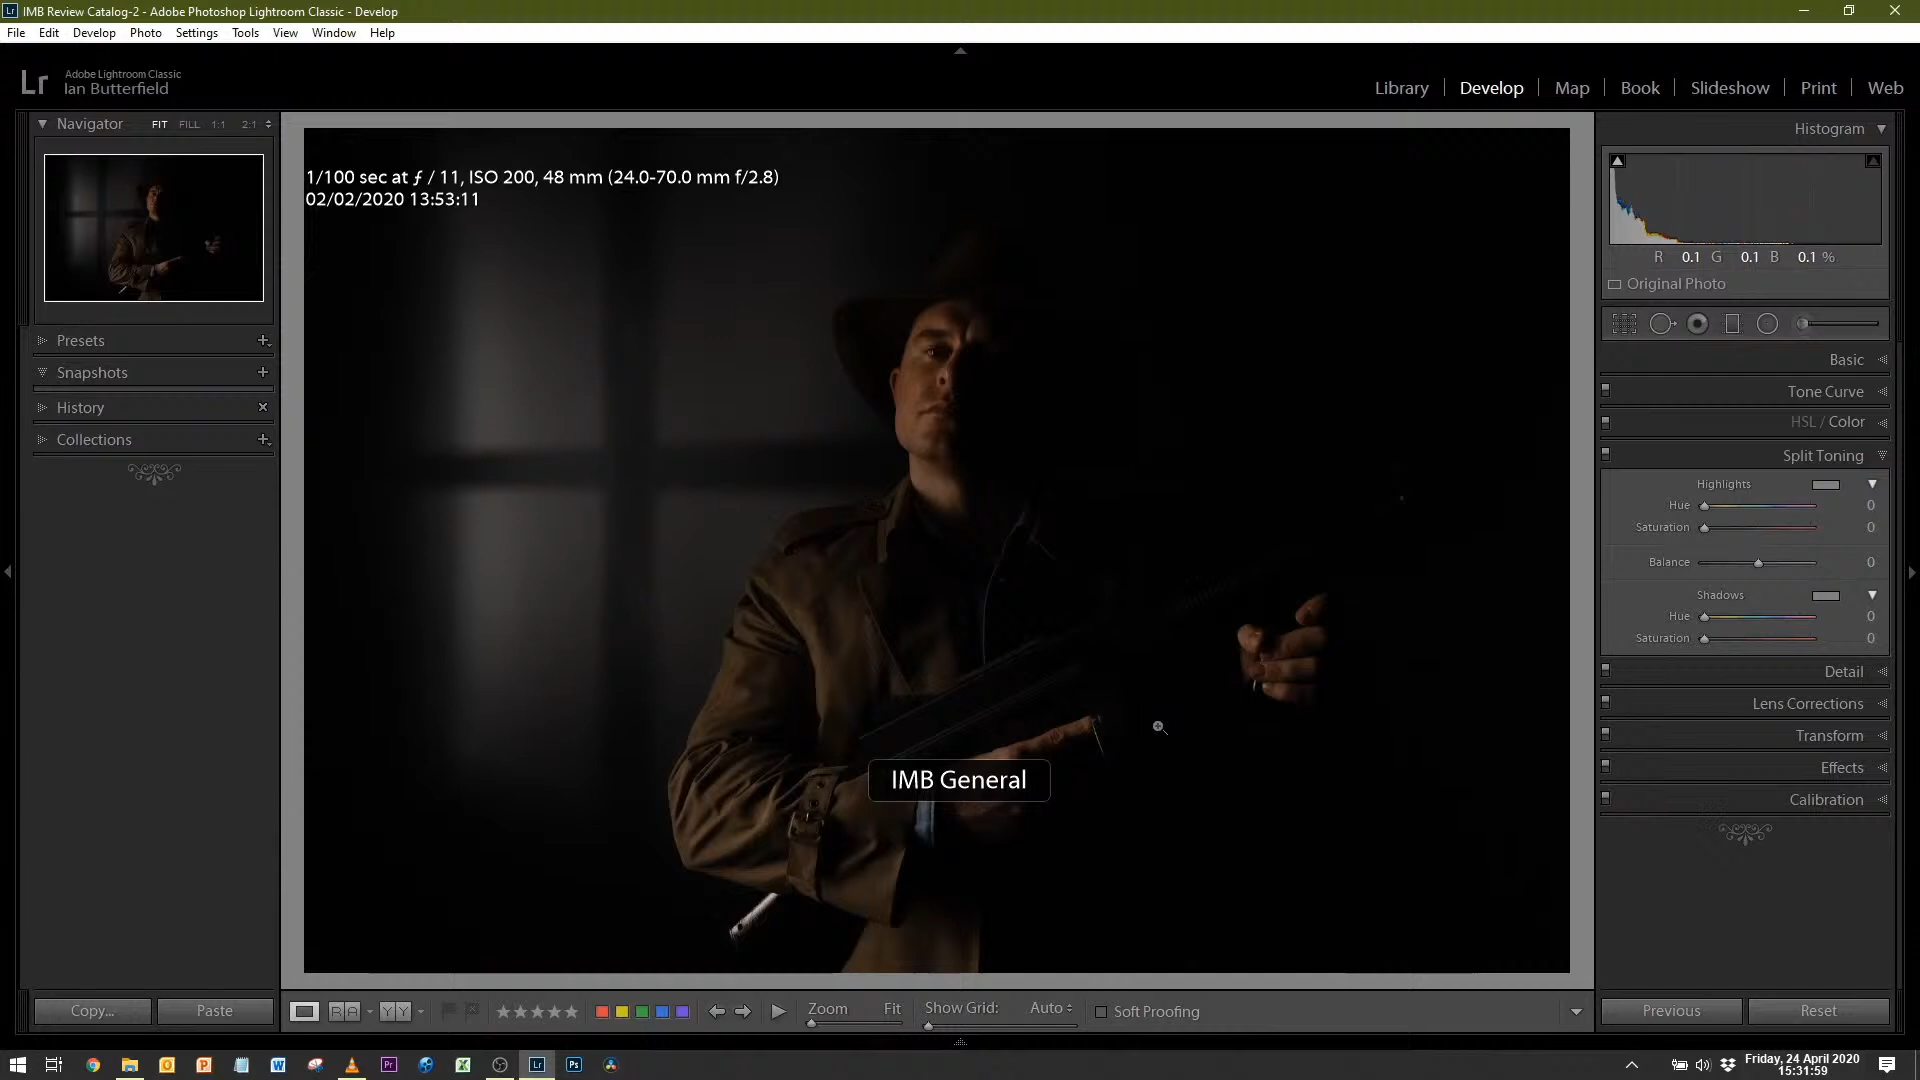 IMB Review Catalog-2 - Adobe Photoshop Lightroom Classic - Develop
File Edit Develop Photo Settings Tools View Window Help
Lr Adobe Lightroom Classic
Ian Butterfield
Library Develop Map Book Slideshow Print Web
Navigator FIT FILL 1:1 2:1
Histogram
1/100 sec at ƒ / 11, ISO 200, 48 mm (24.0-70.0 mm f/2.8)
02/02/2020 13:53:11
R 0.1 G 0.1 B 0.1 %
Original Photo
Presets
Snapshots
History
Collections
Basic
Tone Curve
HSL / Color
Split Toning
Highlights
Hue 0
Saturation 0
Balance 0
Shadows
Hue 0
Saturation 0
Detail
Lens Corrections
Transform
Effects
Calibration
IMB General
Copy... Paste
R A Y Y Zoom Fit Show Grid: Auto Soft Proofing
Previous Reset
O P W Pr X Lr Ps
Friday, 24 April 2020
15:31:59